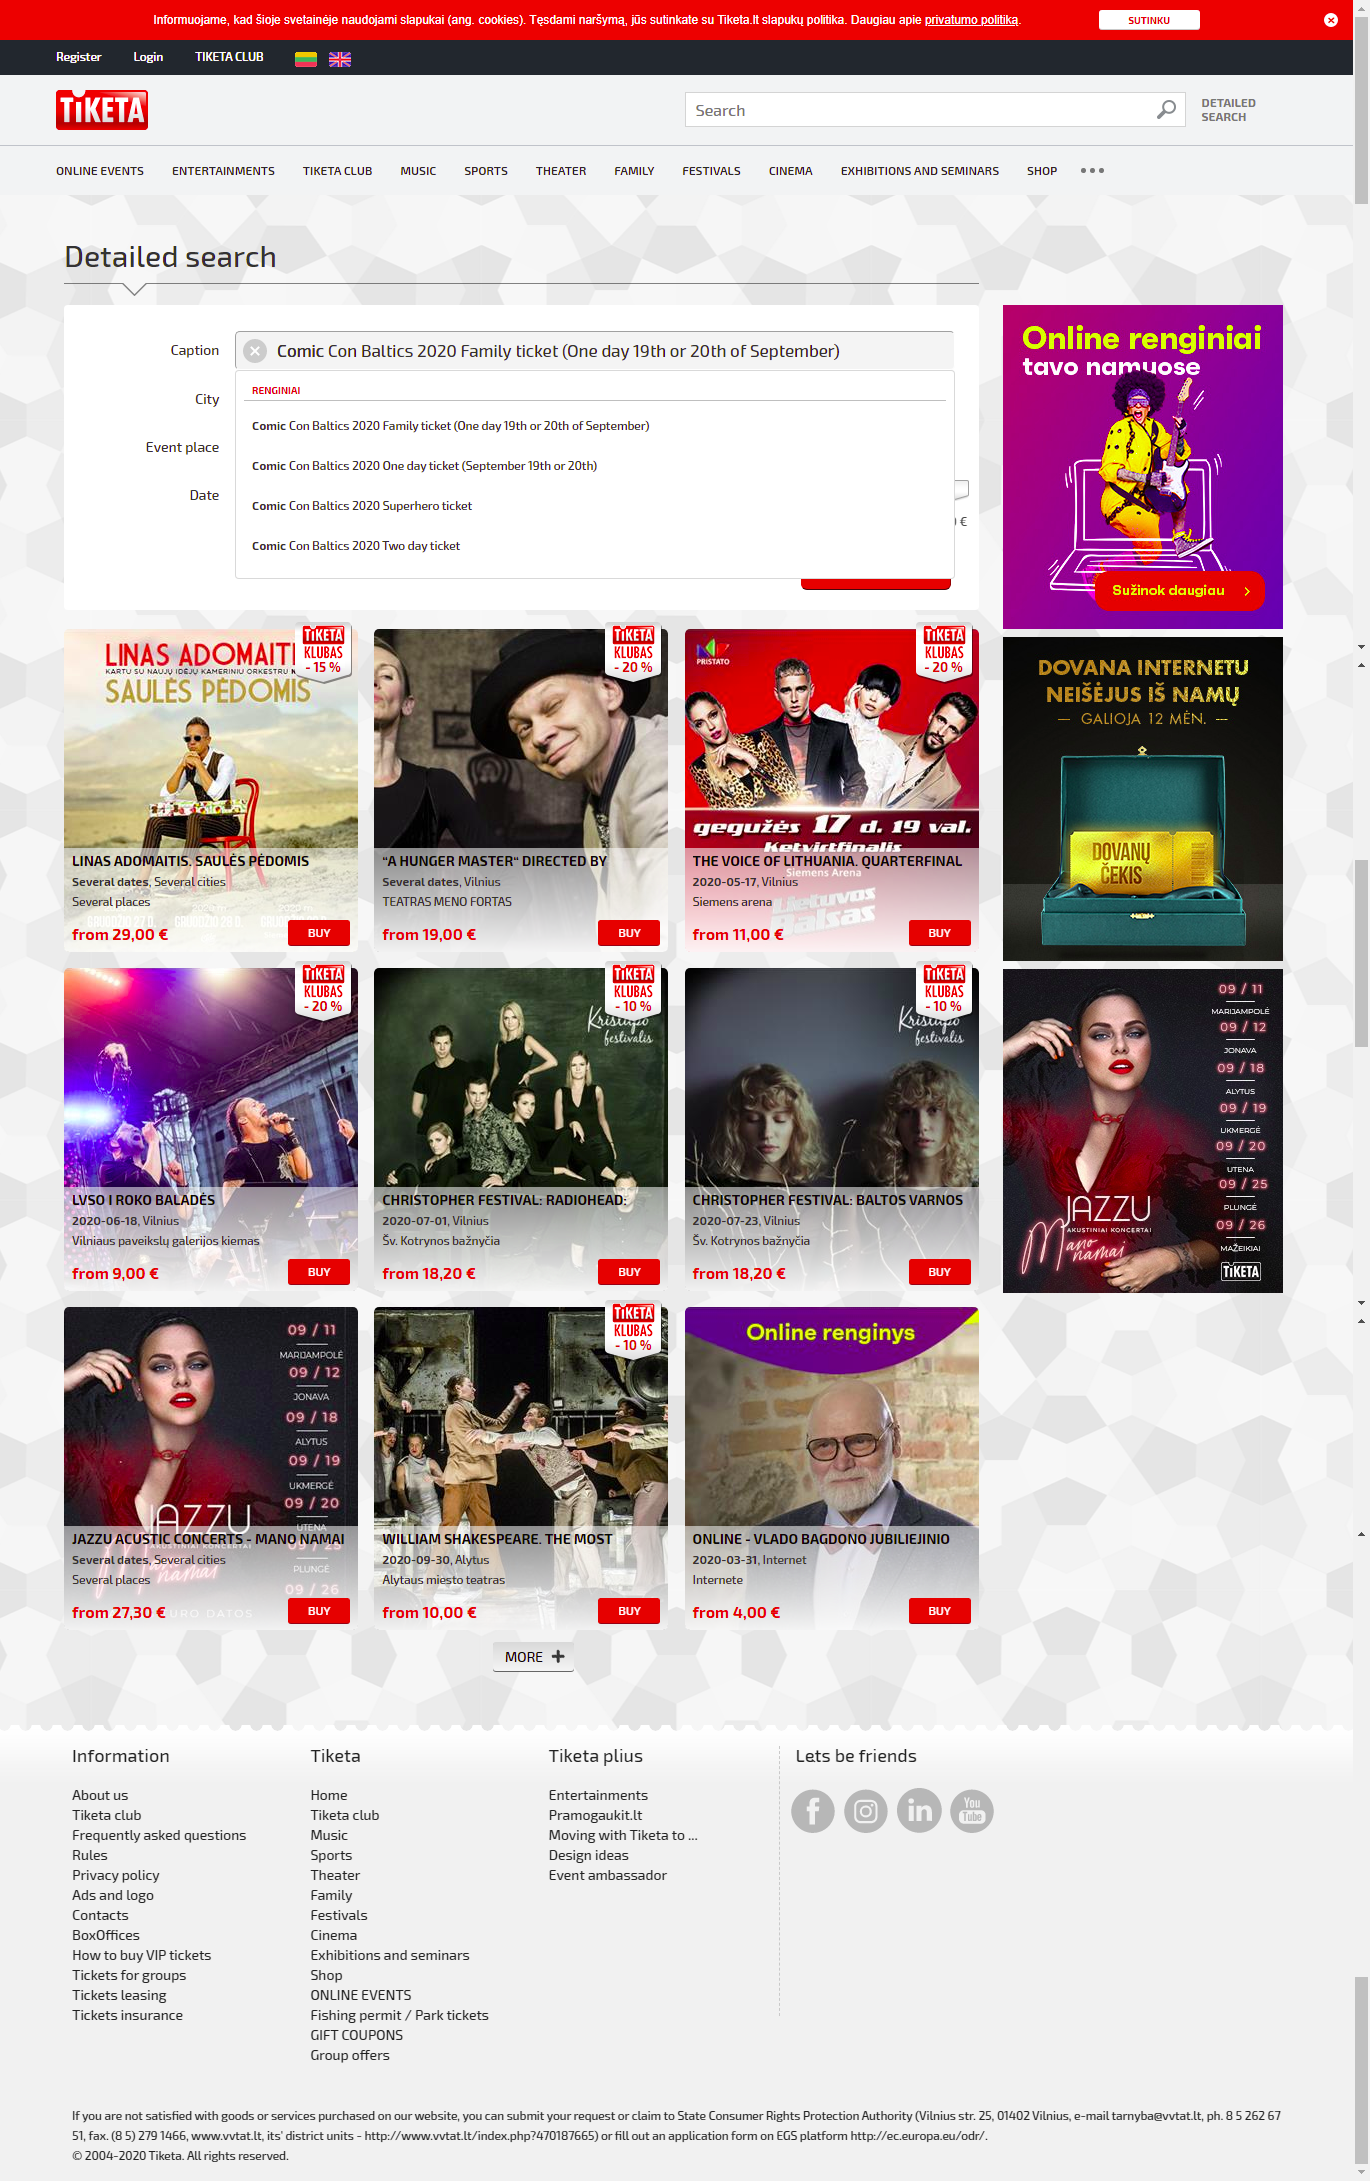 Informuojame, kad šioje svetainėje naudojami slapukai (ang. cookies). Tęsdami naršymą, jūs sutinkate su Tiketa.lt slapukų politika. Daugiau apie privatumo politiką.
SUTINKU
Register
Login
TIKETA CLUB
TIKETA
Search
DETAILED
SEARCH
ONLINE EVENTS
ENTERTAINMENTS
TIKETA CLUB
MUSIC
SPORTS
THEATER
FAMILY
FESTIVALS
CINEMA
EXHIBITIONS AND SEMINARS
SHOP
Detailed search
Caption
Comic Con Baltics 2020 Family ticket (One day 19th or 20th of September)
City
Event place
Date
RENGINIAI
Comic Con Baltics 2020 Family ticket (One day 19th or 20th of September)
Comic Con Baltics 2020 One day ticket (September 19th or 20th)
Comic Con Baltics 2020 Superhero ticket
Comic Con Baltics 2020 Two day ticket
€
Online renginiai
tavo namuose
Sužinok daugiau
DOVANA INTERNETU
NEIŠĖJUS IŠ NAMŲ
— GALIOJA 12 MĖN. —
DOVANŲ
ČEKIS
09 / 11
MARIJAMPOLĖ
09 / 12
JONAVA
09 / 18
ALYTUS
09 / 19
UKMERGĖ
09 / 20
UTENA
09 / 25
PLUNGĖ
09 / 26
MAŽEIKIAI
JAZZU
AKUSTINIAI KONCERTAI
Mano namai
TIKETA
LINAS ADOMAITI
KARTU SU NAUJŲ IDĖJŲ KAMERINIU ORKESTRU
SAULĖS PĖDOMIS
TIKETA
KLUBAS
- 15 %
LINAS ADOMAITIS. SAULĖS PĖDOMIS
Several dates, Several cities
Several places
from 29,00 €
BUY
TIKETA
KLUBAS
- 20 %
“A HUNGER MASTER“ DIRECTED BY
Several dates, Vilnius
TEATRAS MENO FORTAS
from 19,00 €
BUY
PRISTATO
TIKETA
KLUBAS
- 20 %
gegužės 17 d. 19 val.
Ketvirtfinalis
Siemens Arena
Lietuvos
Balsas
THE VOICE OF LITHUANIA. QUARTERFINAL
2020-05-17, Vilnius
Siemens arena
from 11,00 €
BUY
TIKETA
KLUBAS
- 20 %
LVSO I ROKO BALADĖS
2020-06-18, Vilnius
Vilniaus paveikslų galerijos kiemas
from 9,00 €
BUY
TIKETA
KLUBAS
- 10 %
Kristupo
festivalis
CHRISTOPHER FESTIVAL: RADIOHEAD:
2020-07-01, Vilnius
Šv. Kotrynos bažnyčia
from 18,20 €
BUY
TIKETA
KLUBAS
- 10 %
Kristupo
festivalis
CHRISTOPHER FESTIVAL: BALTOS VARNOS
2020-07-23, Vilnius
Šv. Kotrynos bažnyčia
from 18,20 €
BUY
09 / 11
MARIJAMPOLĖ
09 / 12
JONAVA
09 / 18
ALYTUS
09 / 19
UKMERGĖ
09 / 20
UTENA
09 / 25
PLUNGĖ
09 / 26
JAZZU
JAZZU ACUSTIC CONCERTS - MANO NAMAI
Several dates, Several cities
Several places
from 27,30 €
BUY
TIKETA
KLUBAS
- 10 %
WILLIAM SHAKESPEARE. THE MOST
2020-09-30, Alytus
Alytaus miesto teatras
from 10,00 €
BUY
Online renginys
ONLINE - VLADO BAGDONO JUBILIEJINIO
2020-03-31, Internet
Internete
from 4,00 €
BUY
MORE
Information
About us
Tiketa club
Frequently asked questions
Rules
Privacy policy
Ads and logo
Contacts
BoxOffices
How to buy VIP tickets
Tickets for groups
Tickets leasing
Tickets insurance
Tiketa
Home
Tiketa club
Music
Sports
Theater
Family
Festivals
Cinema
Exhibitions and seminars
Shop
ONLINE EVENTS
Fishing permit / Park tickets
GIFT COUPONS
Group offers
Tiketa plius
Entertainments
Pramogaukit.lt
Moving with Tiketa to ...
Design ideas
Event ambassador
Lets be friends
You
Tube
If you are not satisfied with goods or services purchased on our website, you can submit your request or claim to State Consumer Rights Protection Authority (Vilnius str. 25, 01402 Vilnius, e-mail tarnyba@vvtat.lt, ph. 8 5 262 67
51, fax. (8 5) 279 1466, www.vvtat.lt, its' district units - http://www.vvtat.lt/index.php?470187665) or fill out an application form on EGS platform http://ec.europa.eu/odr/.
© 2004-2020 Tiketa. All rights reserved.